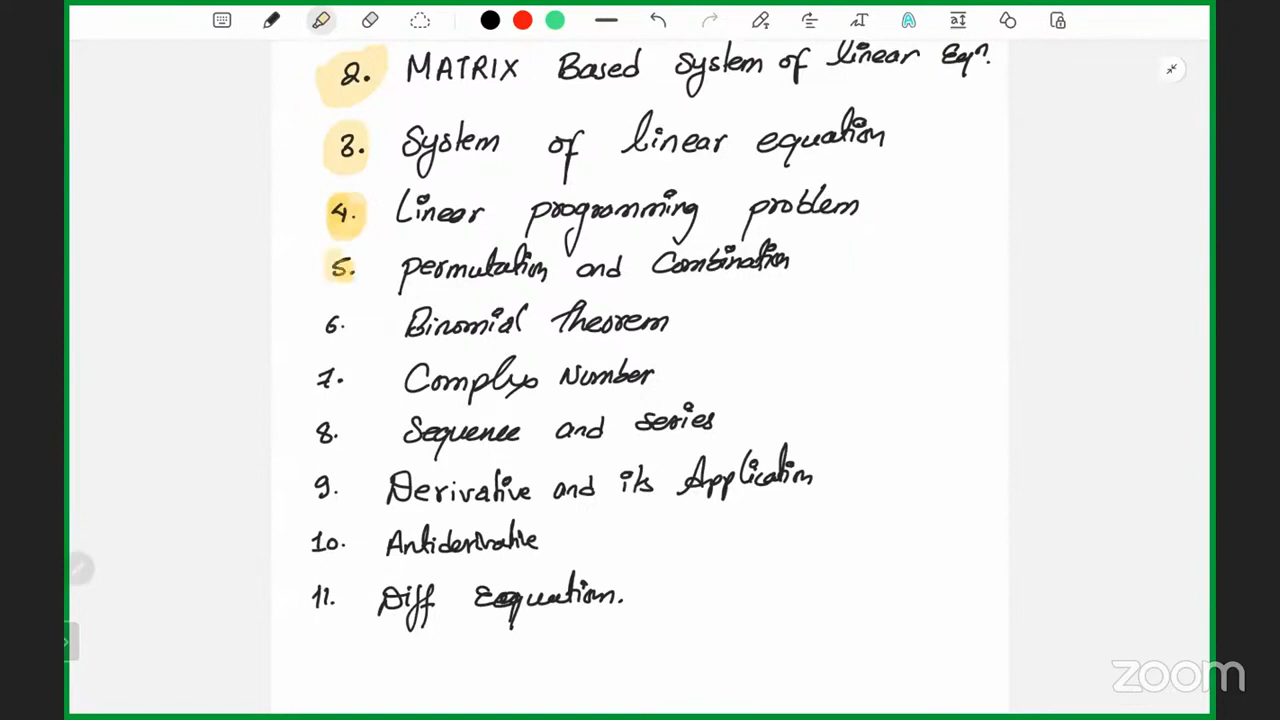 2. MATRIX Based System of linear Eqn.
3. System of linear equation
4. Linear programming problem
5. Permutation and Combination
6. Binomial Theorem
7. Complex Number
8. Sequence and series
9. Derivative and its Application
10. Antiderivative
11. Diff Equation.
zoom